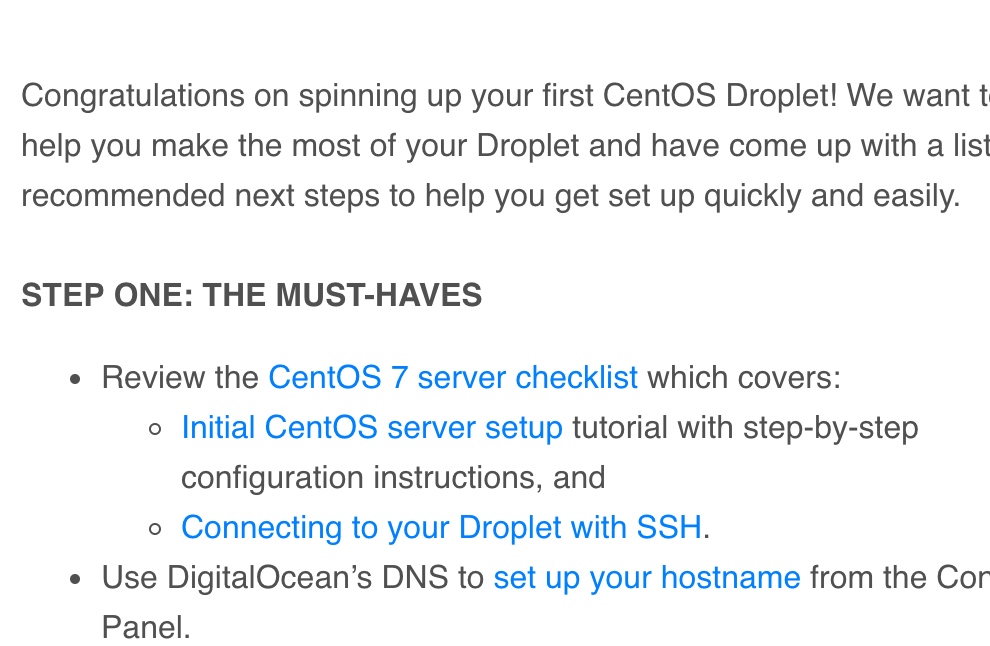 Congratulations on spinning up your first CentOS Droplet! We want
help you make the most of your Droplet and have come up with a list
recommended next steps to help you get set up quickly and easily.
STEP ONE: THE MUST-HAVES
Review the CentOS 7 server checklist which covers:
Initial CentOS server setup tutorial with step-by-step
configuration instructions, and
Connecting to your Droplet with SSH.
Use DigitalOcean’s DNS to set up your hostname from the
Panel.